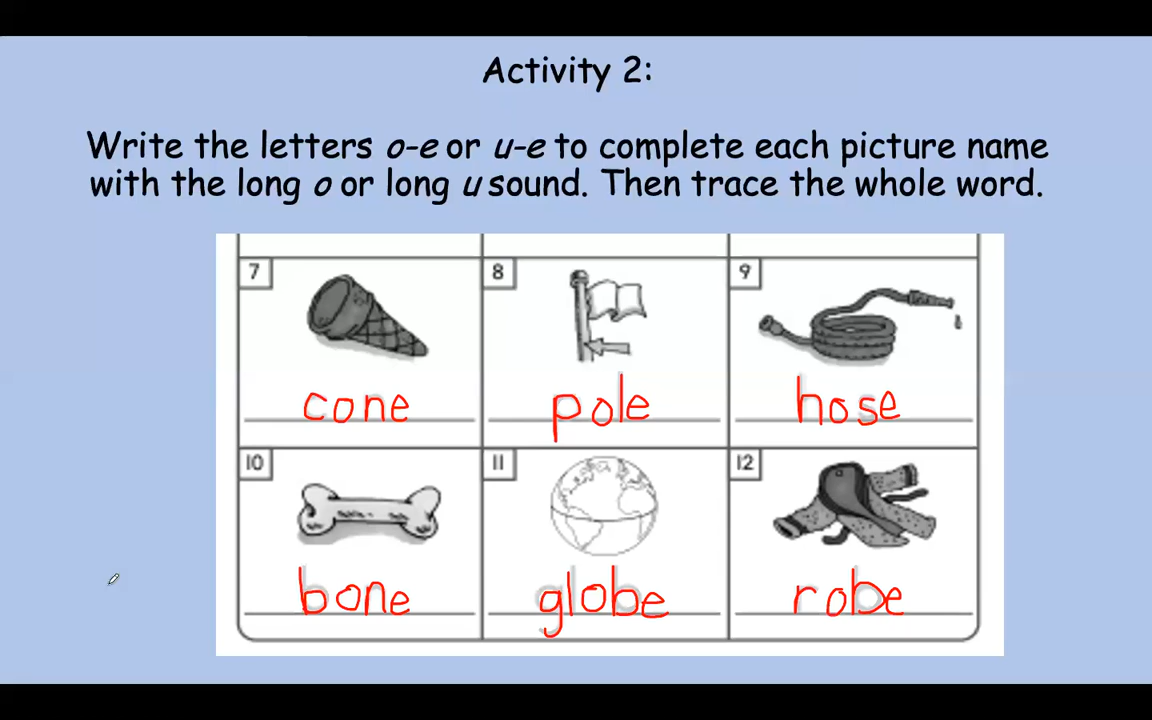 Activity 2:
Write the letters o-e or u-e to complete each picture name
with the long o or long u sound. Then trace the whole word.
7 8 9
cone pole hose
10 11 12
bone globe robe